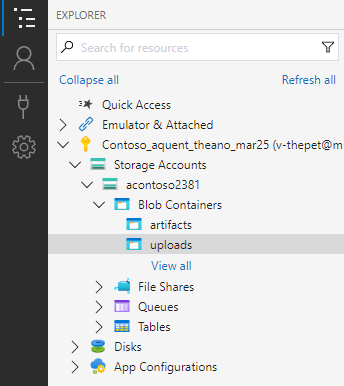 EXPLORER
Search for resources
Collapse all Refresh all
Quick Access
Emulator & Attached
Contoso_aquent_theano_mar25 (v-thepet@m
Storage Accounts
acontoso2381
Blob Containers
artifacts
uploads
View all
File Shares
Queues
Tables
Disks
App Configurations